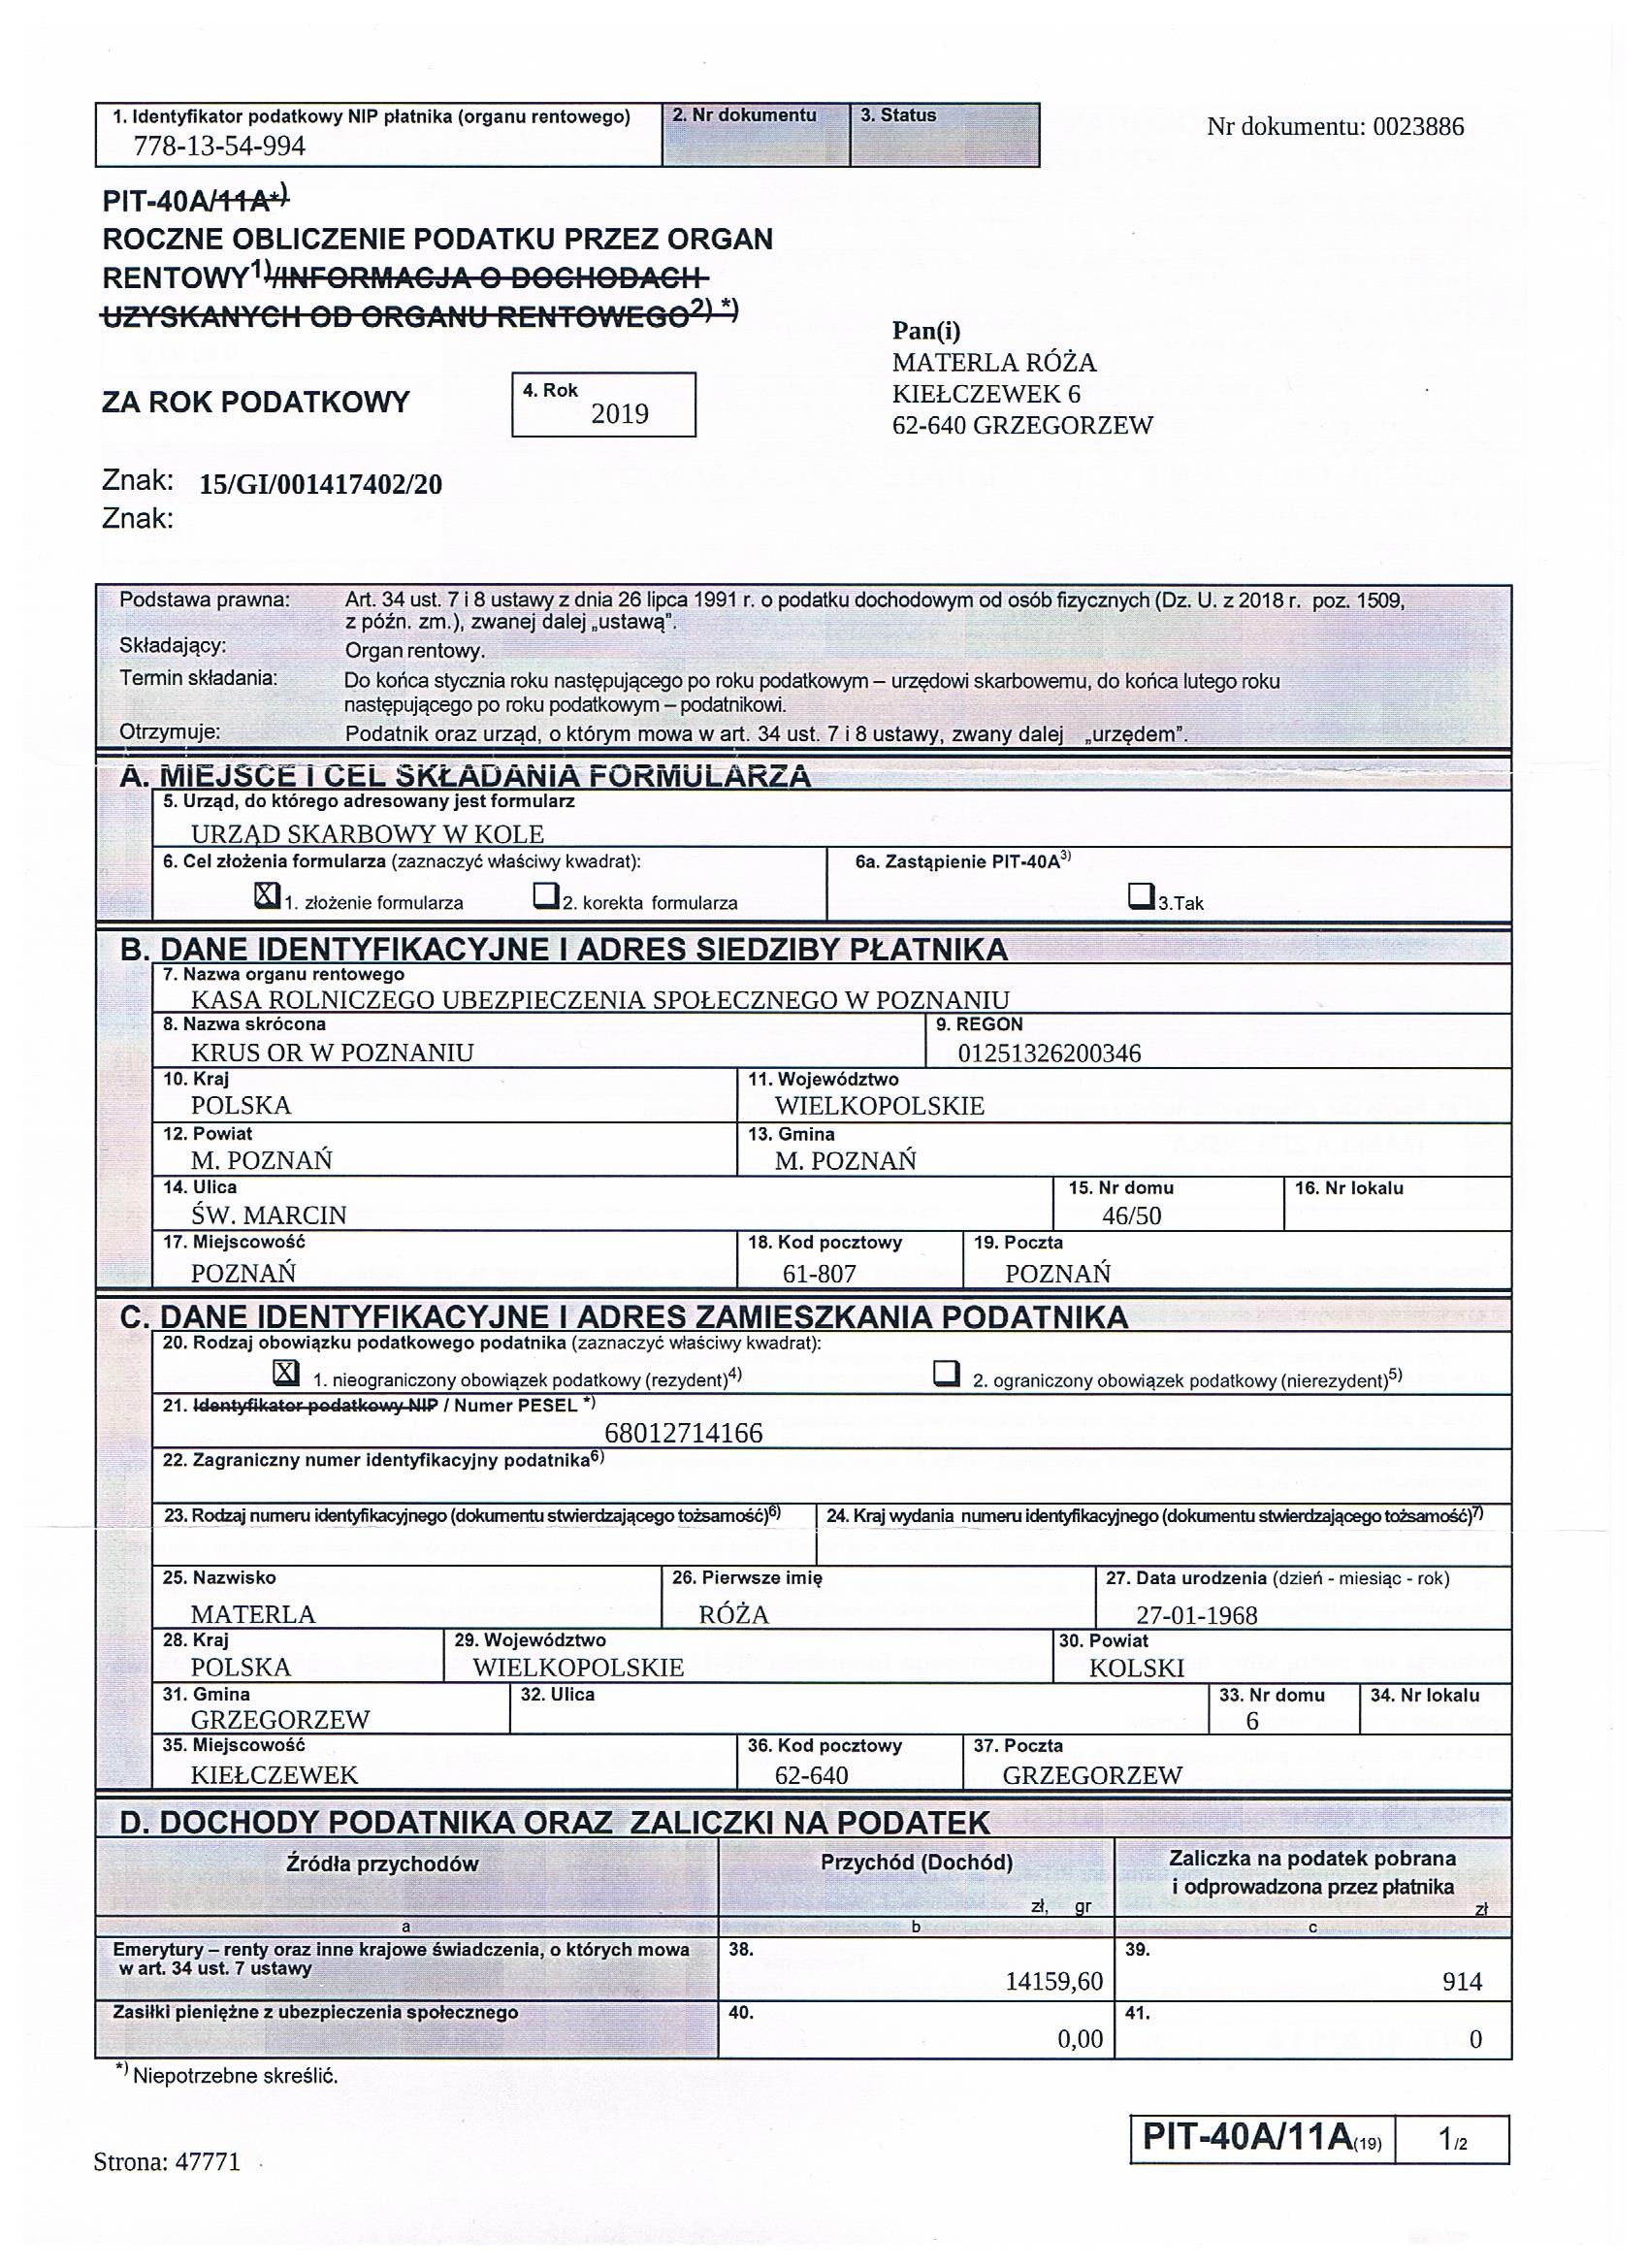 1. Identyfikator podatkowy NIP płatnika (organu rentowego)
778-13-54-994
2. Nr dokumentu
3. Status
Nr dokumentu: 0023886
PIT-40A/11A*)
ROCZNE OBLICZENIE PODATKU PRZEZ ORGAN
RENTOWY1)/INFORMACJA O DOCHODACH
UZYSKANYCH OD ORGANU RENTOWEGO2) *)
Pan(i)
MATERLA RÓŻA
KIEŁCZEWEK 6
62-640 GRZEGORZEW
ZA ROK PODATKOWY
4. Rok
2019
Znak: 15/GI/001417402/20
Znak:
Podstawa prawna: Art. 34 ust. 7 i 8 ustawy z dnia 26 lipca 1991 r. o podatku dochodowym od osób fizycznych (Dz. U. z 2018 r. poz. 1509,
z późn. zm.), zwanej dalej „ustawą”.
Składający: Organ rentowy.
Termin składania: Do końca stycznia roku następującego po roku podatkowym – urzędowi skarbowemu, do końca lutego roku
następującego po roku podatkowym – podatnikowi.
Otrzymuje: Podatnik oraz urząd, o którym mowa w art. 34 ust. 7 i 8 ustawy, zwany dalej „urzędem”.
A. MIEJSCE I CEL SKŁADANIA FORMULARZA
5. Urząd, do którego adresowany jest formularz
URZĄD SKARBOWY W KOLE
6. Cel złożenia formularza (zaznaczyć właściwy kwadrat):
6a. Zastąpienie PIT-40A3)
X 1. złożenie formularza 2. korekta formularza 3.Tak
B. DANE IDENTYFIKACYJNE I ADRES SIEDZIBY PŁATNIKA
7. Nazwa organu rentowego
KASA ROLNICZEGO UBEZPIECZENIA SPOŁECZNEGO W POZNANIU
8. Nazwa skrócona
KRUS OR W POZNANIU
9. REGON
01251326200346
10. Kraj
POLSKA
11. Województwo
WIELKOPOLSKIE
12. Powiat
M. POZNAŃ
13. Gmina
M. POZNAŃ
14. Ulica
ŚW. MARCIN
15. Nr domu
46/50
16. Nr lokalu
17. Miejscowość
POZNAŃ
18. Kod pocztowy
61-807
19. Poczta
POZNAŃ
C. DANE IDENTYFIKACYJNE I ADRES ZAMIESZKANIA PODATNIKA
20. Rodzaj obowiązku podatkowego podatnika (zaznaczyć właściwy kwadrat):
X 1. nieograniczony obowiązek podatkowy (rezydent)4) 2. ograniczony obowiązek podatkowy (nierezydent)5)
21. Identyfikator podatkowy NIP / Numer PESEL *)
68012714166
22. Zagraniczny numer identyfikacyjny podatnika6)
23. Rodzaj numeru identyfikacyjnego (dokumentu stwierdzającego tożsamość)6)
24. Kraj wydania numeru identyfikacyjnego (dokumentu stwierdzającego tożsamość)7)
25. Nazwisko
MATERLA
26. Pierwsze imię
RÓŻA
27. Data urodzenia (dzień - miesiąc - rok)
27-01-1968
28. Kraj
POLSKA
29. Województwo
WIELKOPOLSKIE
30. Powiat
KOLSKI
31. Gmina
GRZEGORZEW
32. Ulica
33. Nr domu
6
34. Nr lokalu
35. Miejscowość
KIEŁCZEWEK
36. Kod pocztowy
62-640
37. Poczta
GRZEGORZEW
D. DOCHODY PODATNIKA ORAZ ZALICZKI NA PODATEK
Źródła przychodów
Przychód (Dochód)
zł, gr
Zaliczka na podatek pobrana
i odprowadzona przez płatnika
zł
a b c
Emerytury – renty oraz inne krajowe świadczenia, o których mowa
w art. 34 ust. 7 ustawy
38.
14159,60
39.
914
Zasiłki pieniężne z ubezpieczenia społecznego
40.
0,00
41.
0
*) Niepotrzebne skreślić.
PIT-40A/11A(19) 1/2
Strona: 47771